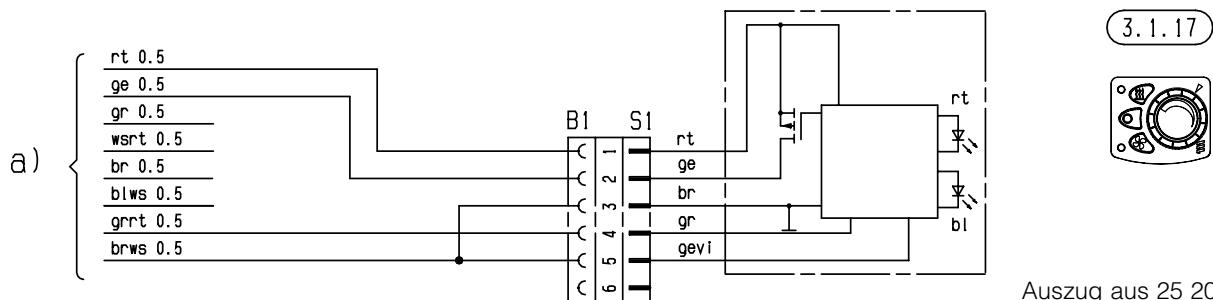 3.1.17
rt 0.5
ge 0.5
gr 0.5
wsrt 0.5
br 0.5
blws 0.5
grrt 0.5
brws 0.5
a)
B1 S1
1
2
3
4
5
6
rt
ge
br
gr
gevi
rt
bl
Auszug aus 25 20